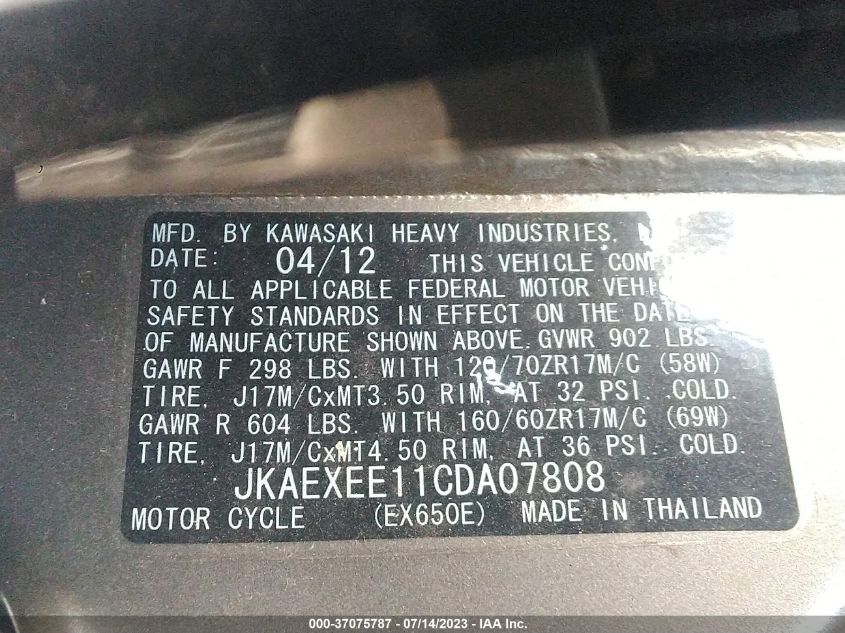 MFD. BY KAWASAKI HEAVY INDUSTRIES,
DATE: 04/12 THIS VEHICLE
TO ALL APPLICABLE FEDERAL MOTOR
SAFETY STANDARDS IN EFFECT ON THE DATE
OF MANUFACTURE SHOWN ABOVE. GVWR 902 LBS.
GAWR F 298 LBS. WITH 120/70ZR17M/C (58W)
TIRE, J17M/CxMT3.50 RIM, AT 32 PSI. COLD.
GAWR R 604 LBS. WITH 160/60ZR17M/C (69W)
TIRE, J17M/CxMT4.50 RIM, AT 36 PSI. COLD.
JKAEXEE11CDA07808
MOTOR CYCLE (EX650E) MADE IN THAILAND
000-37075787 - 07/14/2023 - IAA Inc.